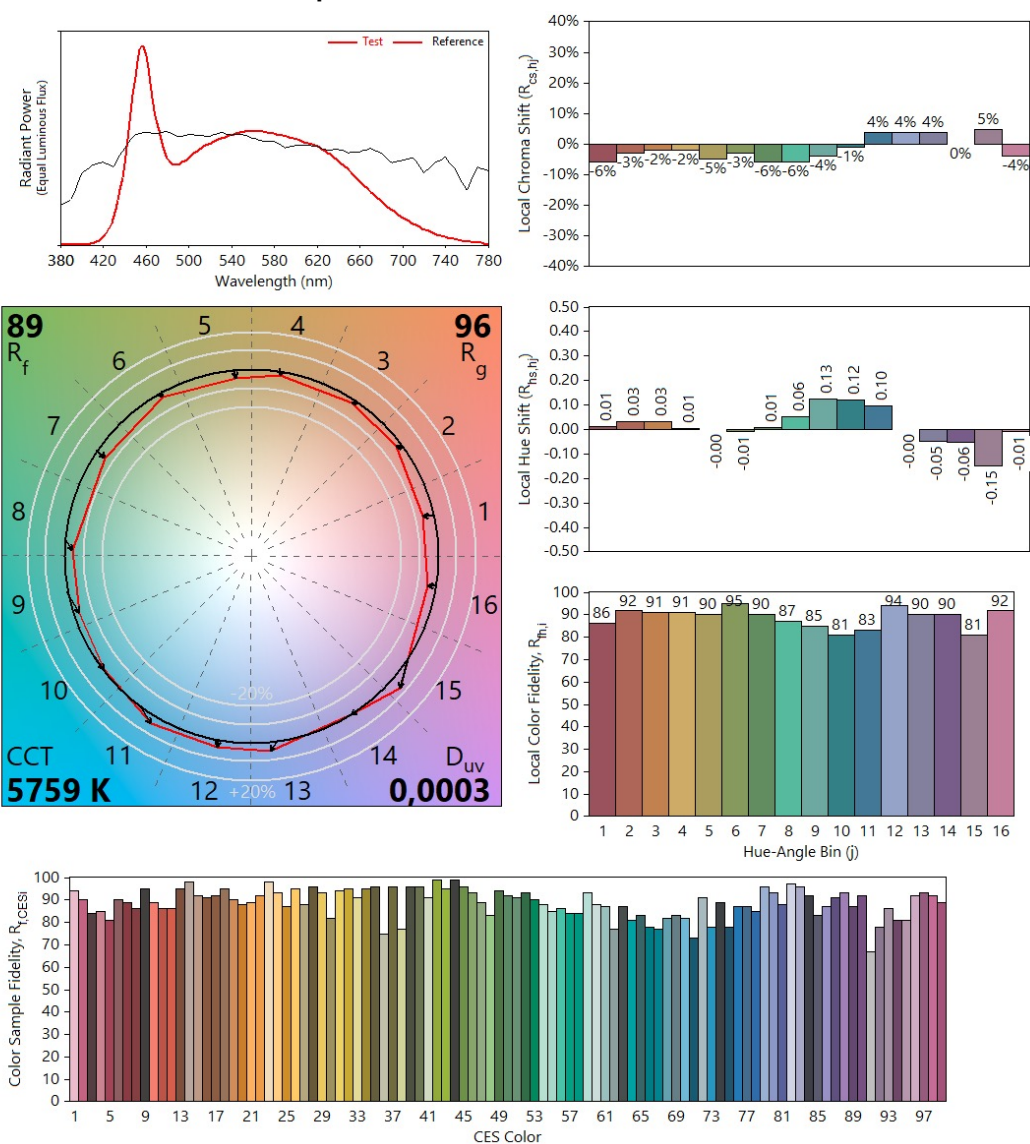 Test
Reference
Radiant Power
(Equal Luminous Flux)
380 420 460 500 540 580 620 660 700 740 780
Wavelength (nm)
Local Chroma Shift (Rcs,hj)
40%
30%
20%
10%
0%
-10%
-20%
-30%
-40%
-6% -3% -2% -2% -5% -3% -6% -6% -4% -1% 4% 4% 4% 0% 5% -4%
89
Rf
96
Rg
5 4
6 3
7 2
8 1
9 16
10 15
11 14
12 13
-20%
+20%
CCT
5759 K
Duv
0,0003
Local Hue Shift (Rhs,hj)
0.50
0.40
0.30
0.20
0.10
0.00
-0.10
-0.20
-0.30
-0.40
-0.50
0.01 0.03 0.03 0.01 -0.00 -0.01 0.01 0.06 0.13 0.12 0.10 -0.00 -0.05 -0.06 -0.15 -0.01
Local Color Fidelity, Rfh,i
100
90
80
70
60
50
40
30
20
10
0
86 92 91 91 90 95 90 87 85 81 83 94 90 90 81 92
1 2 3 4 5 6 7 8 9 10 11 12 13 14 15 16
Hue-Angle Bin (j)
Color Sample Fidelity, Rf,CESi
100
90
80
70
60
50
40
30
20
10
0
1 5 9 13 17 21 25 29 33 37 41 45 49 53 57 61 65 69 73 77 81 85 89 93 97
CES Color